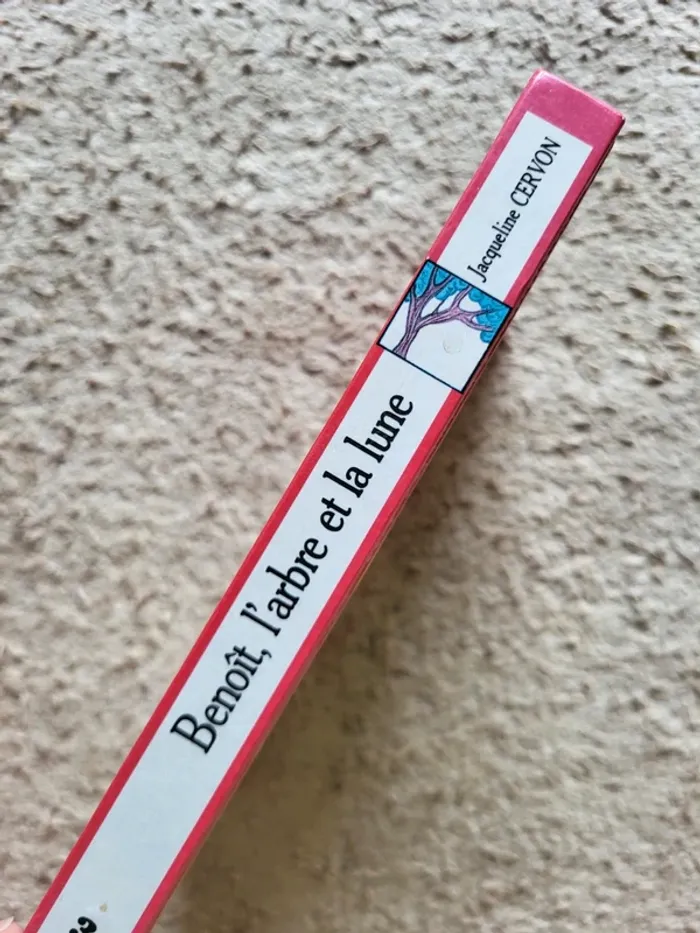 Benoît, l'arbre et la lune
Jacqueline CERVON